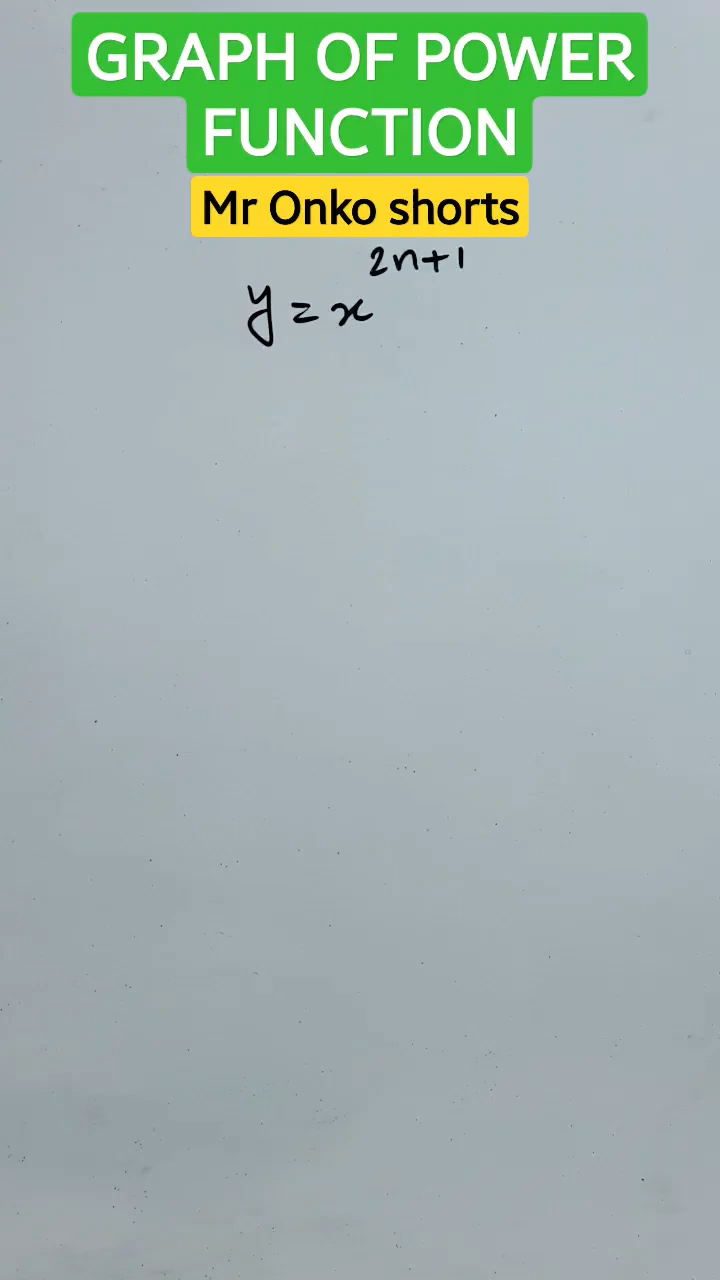 GRAPH OF POWER
FUNCTION
Mr Onko shorts
y = x^{2n+1}